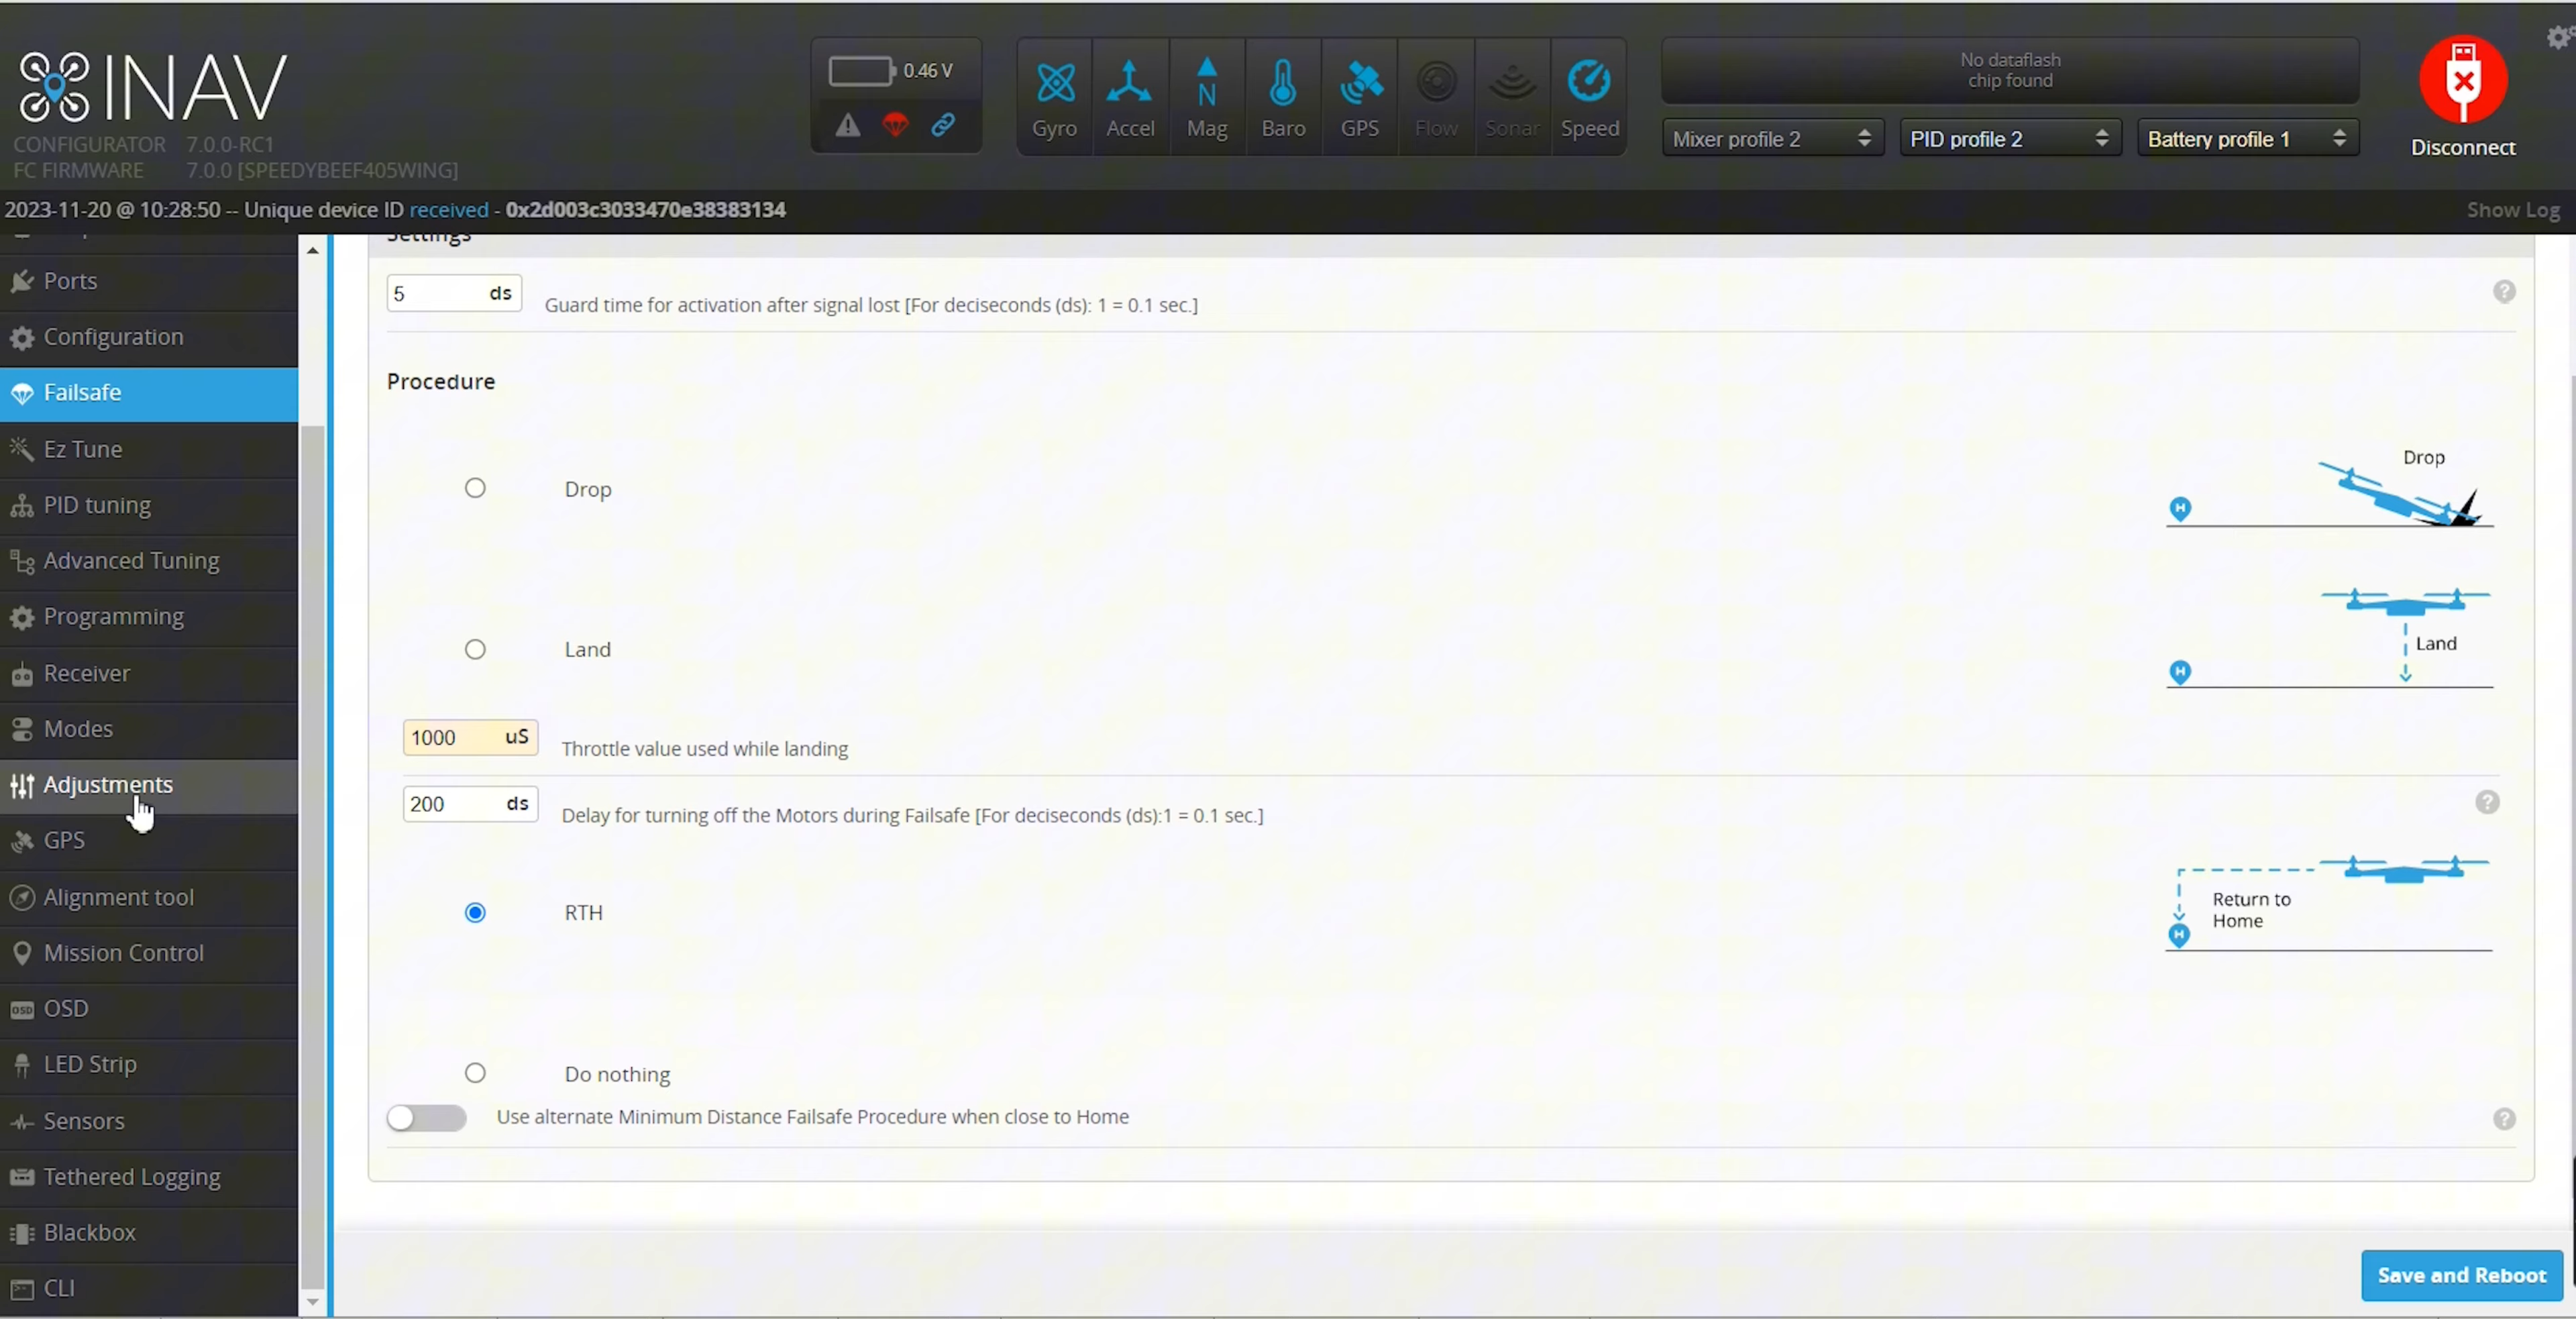 INAV
CONFIGURATOR 7.0.0-RC1
FC FIRMWARE 7.0.0 [SPEEDYBEEF405WING]
0.46 V
Gyro
Accel
N
Mag
Baro
GPS
Flow
Sonar
Speed
No dataflash
chip found
Mixer profile 2
PID profile 2
Battery profile 1
Disconnect
2023-11-20 @ 10:28:50 -- Unique device ID received - 0x2d003c3033470e38383134
Show Log
Ports
Configuration
Failsafe
Ez Tune
PID tuning
Advanced Tuning
Programming
Receiver
Modes
Adjustments
GPS
Alignment tool
Mission Control
OSD OSD
LED Strip
Sensors
Tethered Logging
Blackbox
CLI
Settings
5 ds Guard time for activation after signal lost [For deciseconds (ds): 1 = 0.1 sec.] ?
Procedure
Drop
H Drop
Land
H Land
1000 uS Throttle value used while landing
200 ds Delay for turning off the Motors during Failsafe [For deciseconds (ds):1 = 0.1 sec.] ?
RTH
Return to
Home
H
Do nothing
Use alternate Minimum Distance Failsafe Procedure when close to Home ?
Save and Reboot